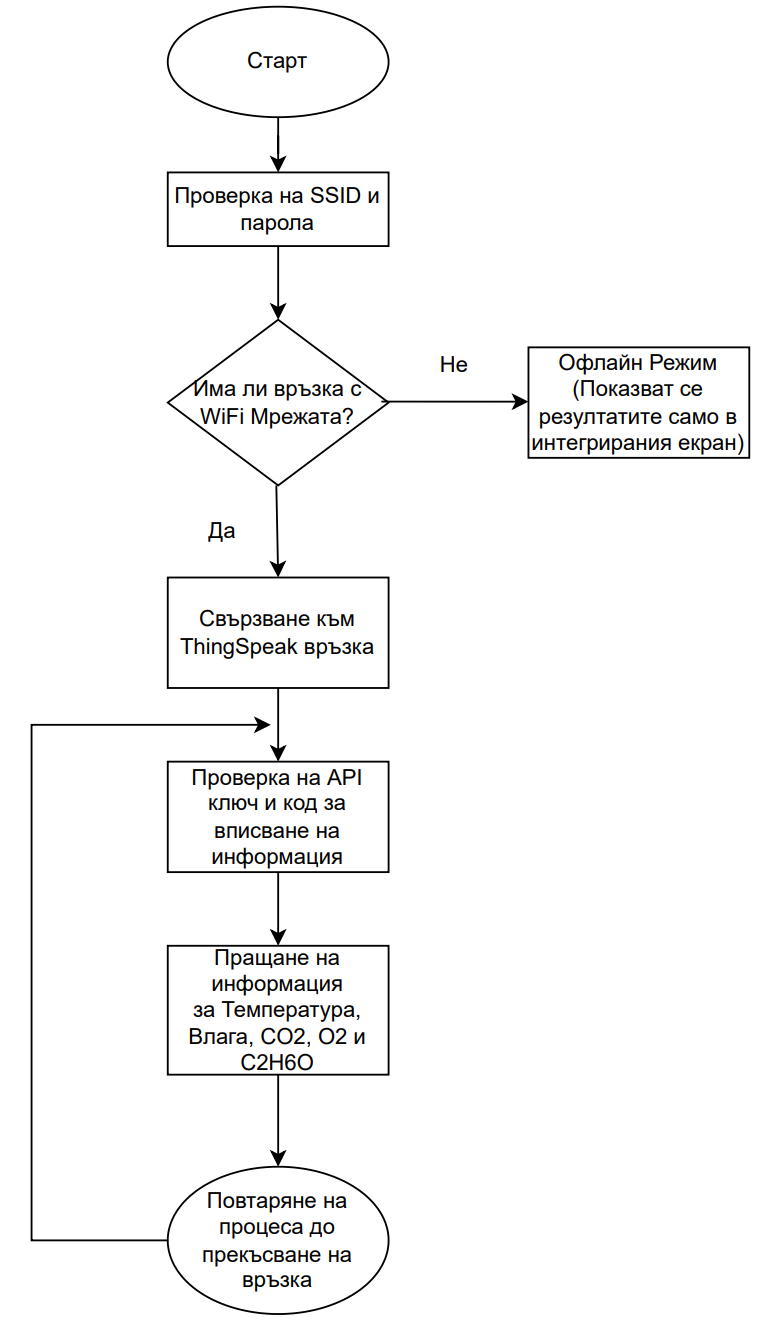 Старт
Проверка на SSID и
парола
Има ли връзка с
WiFi Мрежата?
Не
Офлайн Режим
(Показват се
резултатите само в
интегрирания екран)
Да
Свързване към
ThingSpeak връзка
Проверка на API
ключ и код за
вписване на
информация
Пращане на
информация
за Температура,
Влага, CO2, O2 и
C2H6O
Повтаряне на
процеса до
прекъсване на
връзка